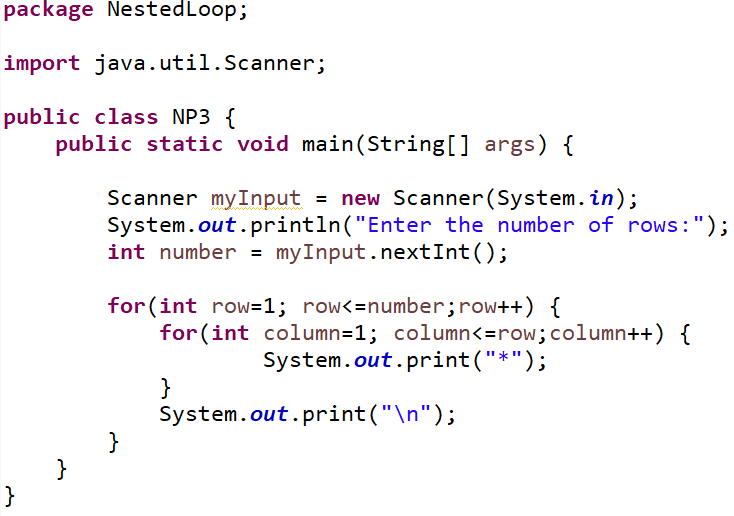 package NestedLoop;
import java.util.Scanner;
public class NP3 {
public static void main(String[] args) {
Scanner myInput = new Scanner(System.in);
System.out.println("Enter the number of rows:");
int number = myInput.nextInt();
for(int row=1; row<=number;row++) {
for(int column=1; column<=row;column++) {
System.out.print("*");
}
System.out.print("\n");
}
}
}